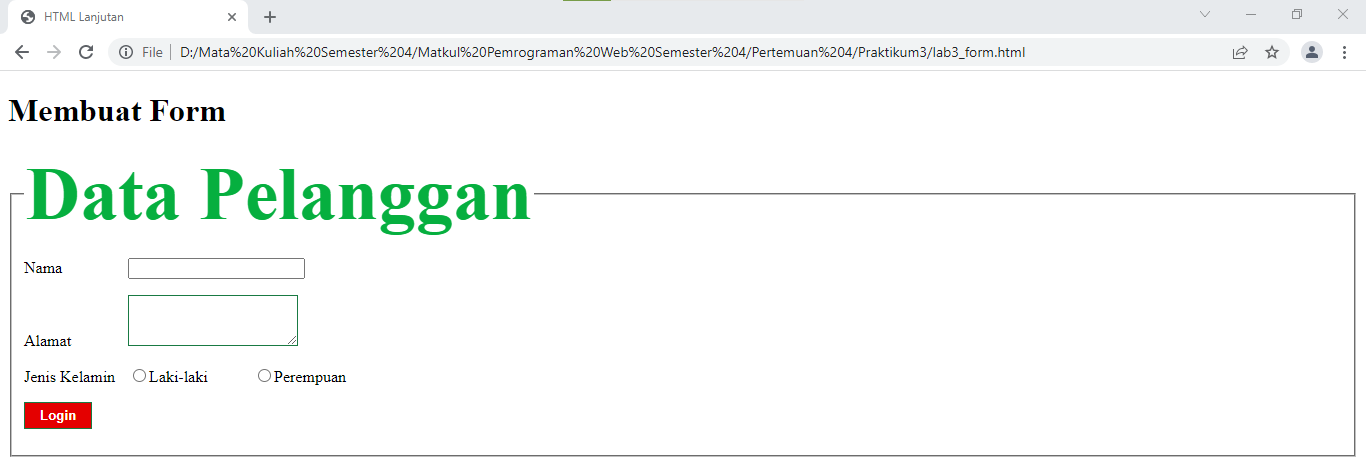 HTML Lanjutan
File D:/Mata%20Kuliah%20Semester%204/Matkul%20Pemrograman%20Web%20Semester%204/Pertemuan%204/Praktikum3/lab3_form.html
Membuat Form
Data Pelanggan
Nama
Alamat
Jenis Kelamin Laki-laki Perempuan
Login